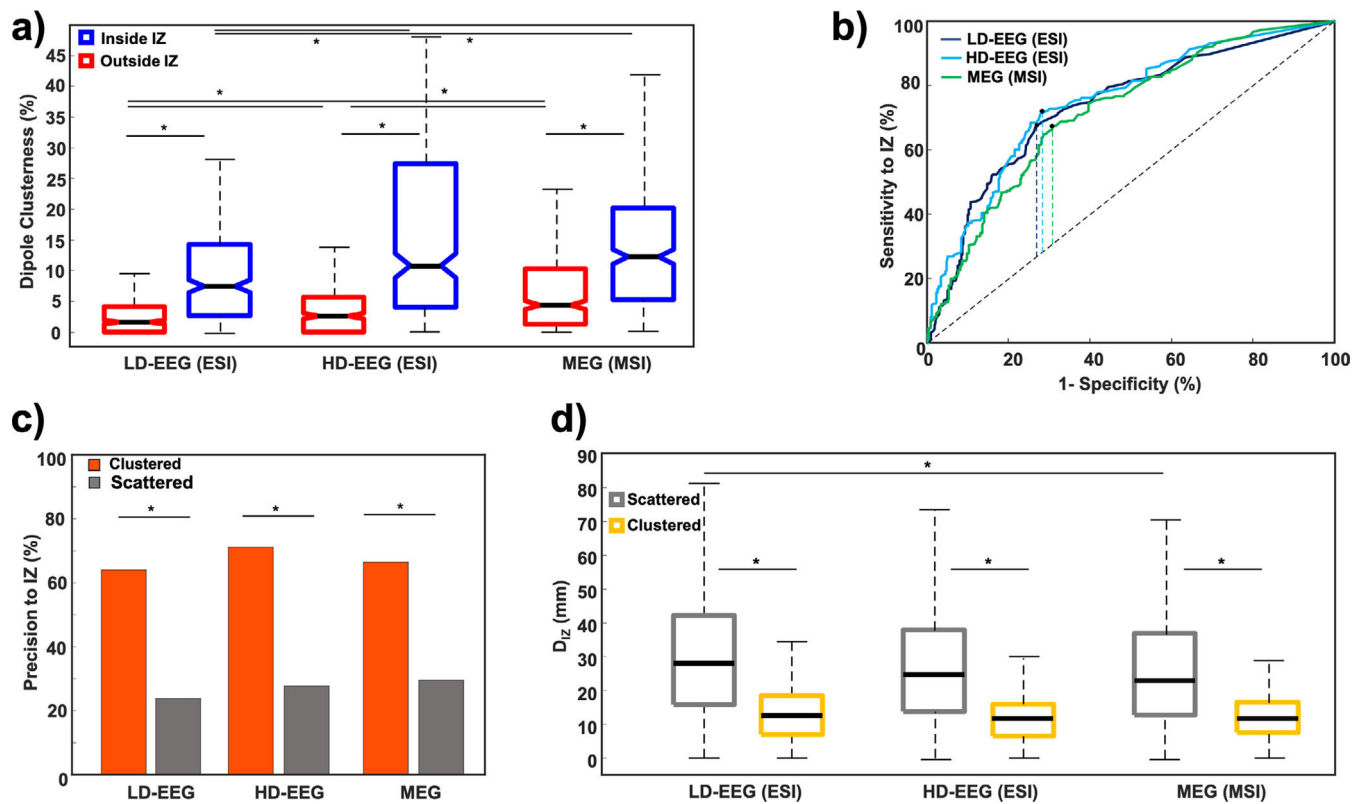 a)
Inside IZ
Outside IZ
Dipole Clusterness (%)
45
40
35
30
25
20
15
10
5
0
*
*
*
*
*
*
*
LD-EEG (ESI) HD-EEG (ESI) MEG (MSI)
b)
LD-EEG (ESI)
HD-EEG (ESI)
MEG (MSI)
Sensitivity to IZ (%)
100
80
60
40
20
0
0 20 40 60 80 100
1- Specificity (%)
c)
Clustered
Scattered
Precision to IZ (%)
100
80
60
40
20
0
* * *
LD-EEG HD-EEG MEG
d)
Scattered
Clustered
D_IZ (mm)
90
80
70
60
50
40
30
20
10
0
*
* * *
LD-EEG (ESI) HD-EEG (ESI) MEG (MSI)